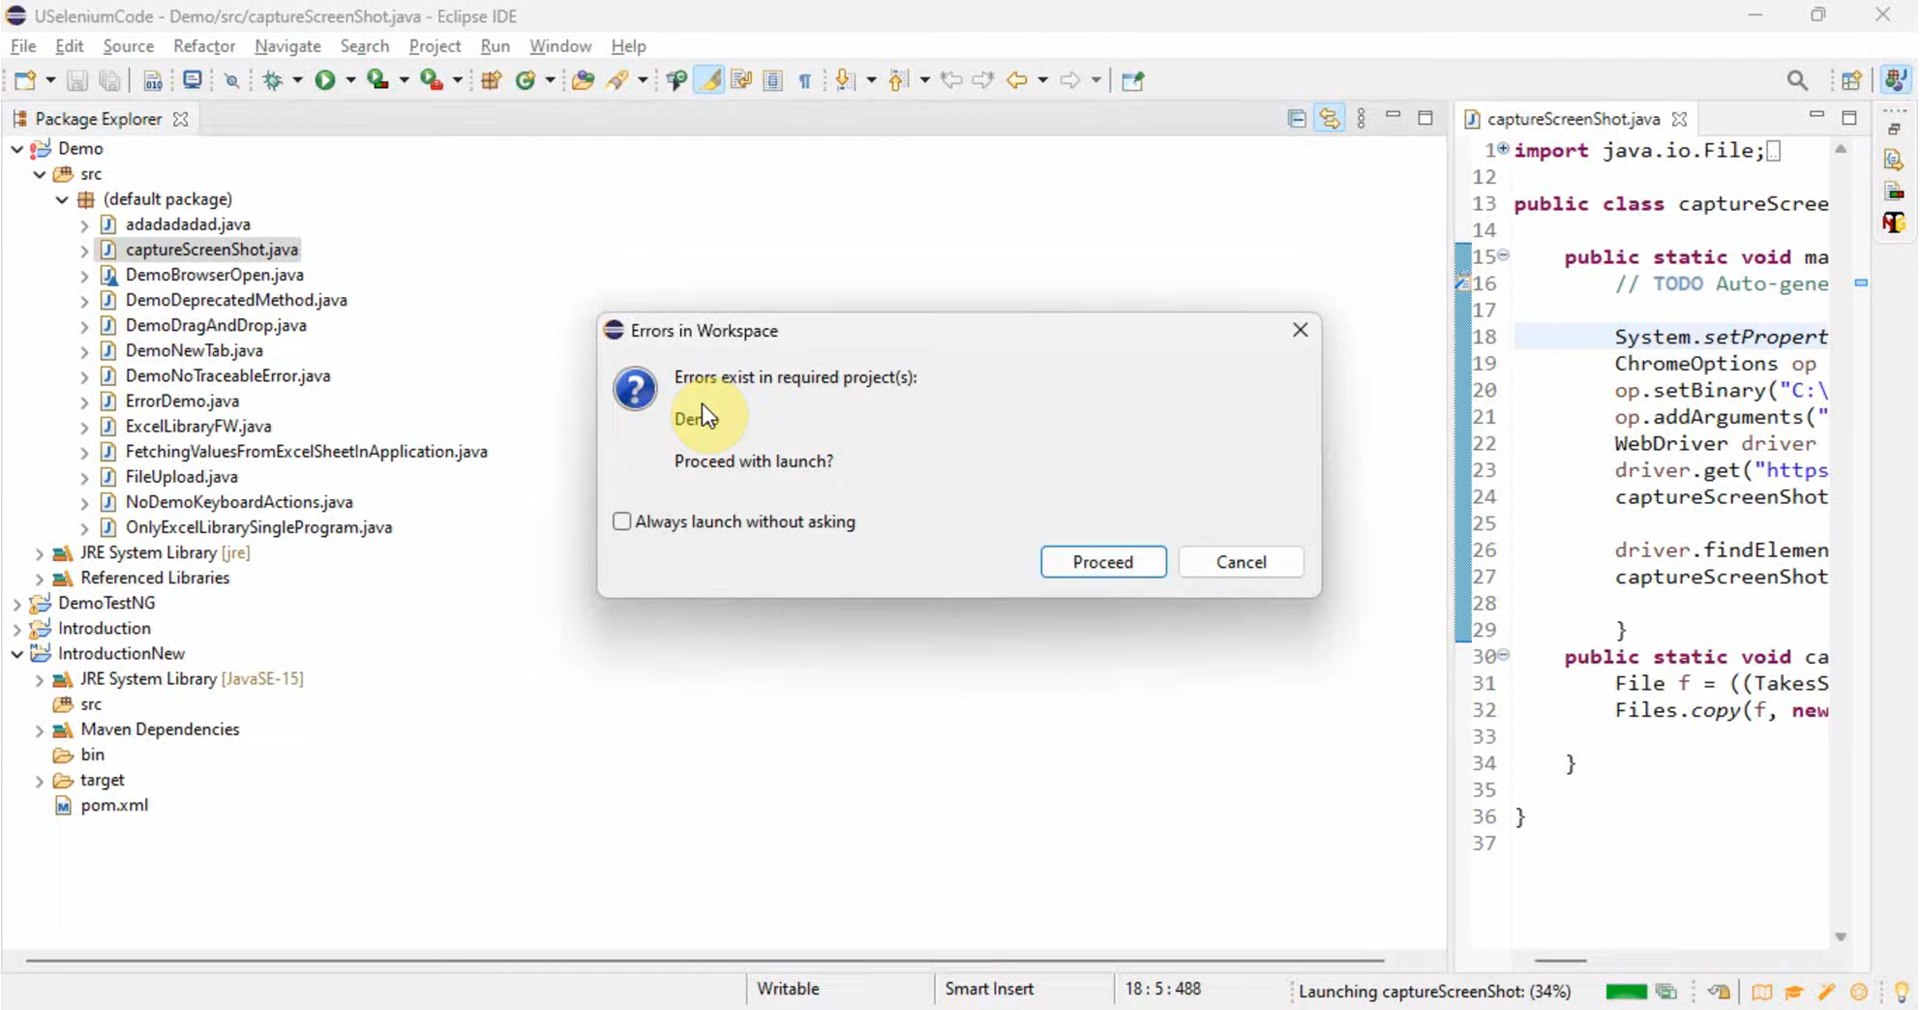 USeleniumCode - Demo/src/captureScreenShot.java - Eclipse IDE
File Edit Source Refactor Navigate Search Project Run Window Help
Package Explorer
captureScreenShot.java
Demo
src
(default package)
adadadadad.java
captureScreenShot.java
DemoBrowserOpen.java
DemoDeprecatedMethod.java
DemoDragAndDrop.java
DemoNewTab.java
DemoNoTraceableError.java
ErrorDemo.java
ExcelLibraryFW.java
FetchingValuesFromExcelSheetInApplication.java
FileUpload.java
NoDemoKeyboardActions.java
OnlyExcelLibrarySingleProgram.java
JRE System Library [jre]
Referenced Libraries
DemoTestNG
Introduction
IntroductionNew
JRE System Library [JavaSE-15]
src
Maven Dependencies
bin
target
pom.xml
Errors in Workspace
Errors exist in required project(s):
Proceed with launch?
Always launch without asking
Proceed Cancel
1 import java.io.File;
12
13 public class captureScree
14
15 public static void ma
16 // TODO Auto-gene
17
18 System.setPropert
19 ChromeOptions op
20 op.setBinary("C:\
21 op.addArguments("
22 WebDriver driver
23 driver.get("https
24 captureScreenShot
25
26 driver.findElemen
27 captureScreenShot
28
29 }
30 public static void ca
31 File f = ((TakesS
32 Files.copy(f, new
33
34 }
35
36 }
37
Writable Smart Insert 18 : 5 : 488 Launching captureScreenShot: (34%)